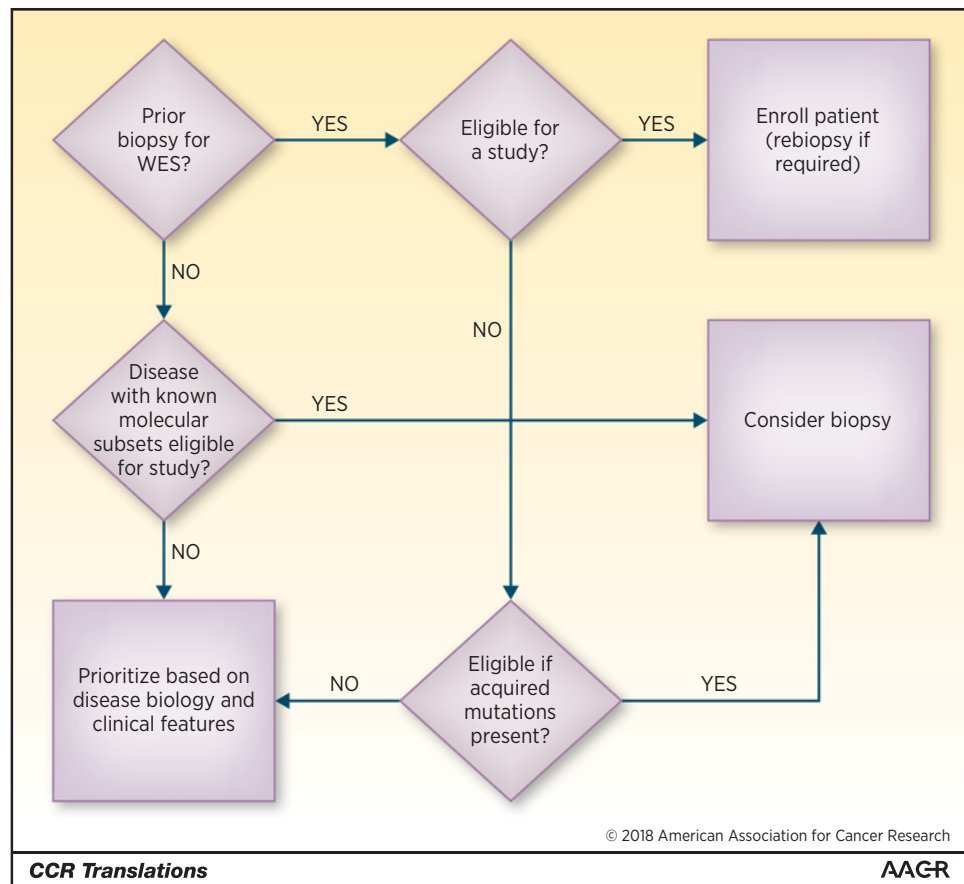 Prior
biopsy for
WES?
YES
Eligible for
a study?
YES
Enroll patient
(rebiopsy if
required)
NO
NO
Disease
with known
molecular
subsets eligible
for study?
YES
Consider biopsy
NO
Prioritize based on
disease biology and
clinical features
NO
Eligible if
acquired
mutations
present?
YES
© 2018 American Association for Cancer Research
CCR Translations
AACR